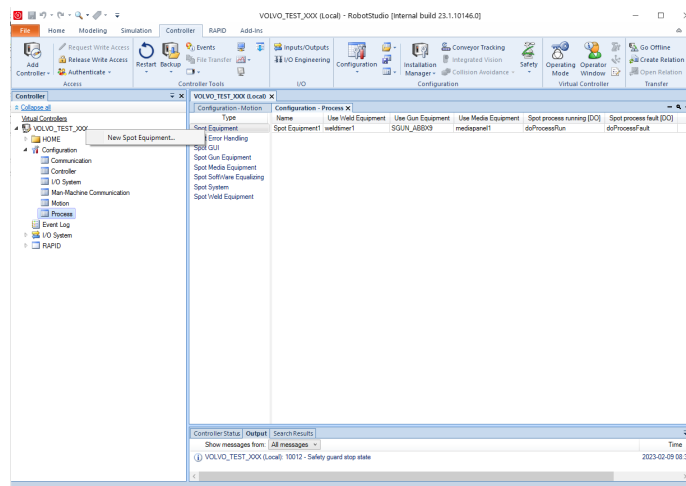 VOLVO_TEST_XXX (Local) - RobotStudio [Internal build 23.1.10146.0]
File Home Modeling Simulation Controller RAPID Add-Ins
Add Controller
Request Write Access
Release Write Access
Authenticate
Access
Restart Backup
Events
File Transfer
Controller Tools
Inputs/Outputs
I/O Engineering
I/O
Configuration
Installation Manager
Conveyor Tracking
Integrated Vision
Collision Avoidance
Safety
Configuration
Operating Mode
Operator Window
Virtual Controller
Go Offline
Create Relation
Open Relation
Transfer
Controller
Collapse all
Virtual Controllers
VOLVO_TEST_XXX
HOME
Configuration
Communication
Controller
I/O System
Man-Machine Communication
Motion
Process
Event Log
I/O System
RAPID
New Spot Equipment...
VOLVO_TEST_XXX (Local) X
Configuration - Motion Configuration - Process X
Type Name Use Weld Equipment Use Gun Equipment Use Media Equipment Spot process running [DO] Spot process fault [DO]
Spot Equipment Spot Equipment1 weldtimer1 SGUN_ABBX9 mediapanel1 doProcessRun doProcessFault
Error Handling
Spot GUI
Spot Gun Equipment
Spot Media Equipment
Spot SoftWare Equalizing
Spot System
Spot Weld Equipment
Controller Status Output Search Results
Show messages from: All messages Time
VOLVO_TEST_XXX (Local): 10012 - Safety guard stop state 2023-02-09 08:3